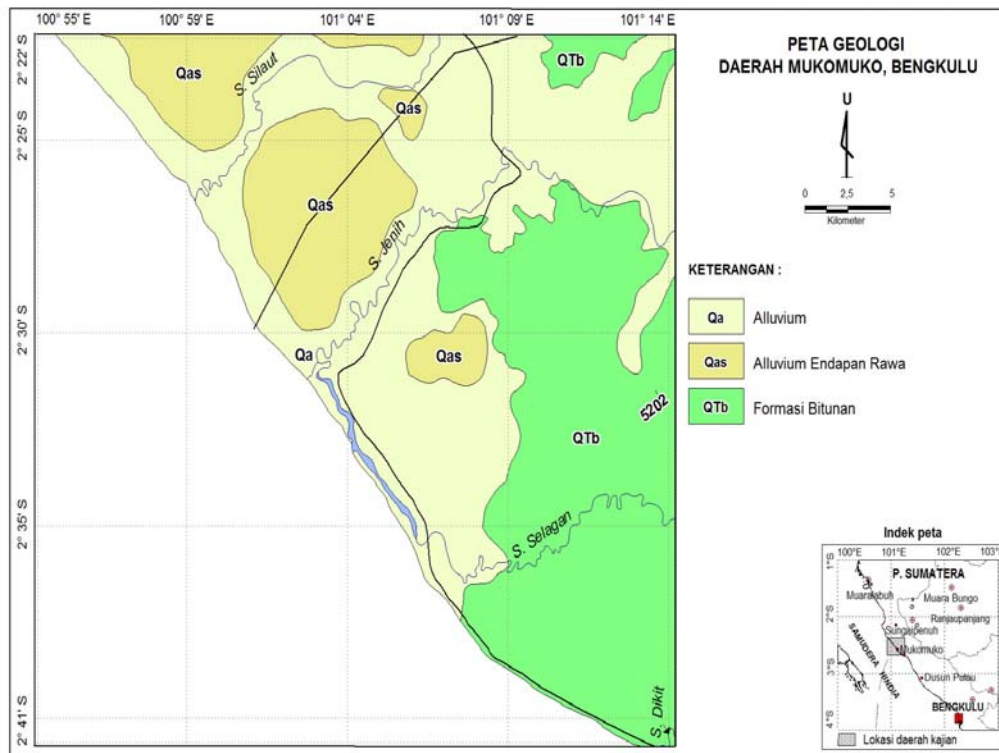 100° 55' E
100° 59' E
101° 04' E
101° 09' E
101° 14' E
2° 22' S
2° 25' S
2° 30' S
2° 35' S
2° 41' S
Qas
S. Silaut
QTb
Qas
Qas
S. Jenih
Qa
Qas
5202
QTb
S. Selagan
S. Dikit
PETA GEOLOGI
DAERAH MUKOMUKO, BENGKULU
U
0 2,5 5
Kilometer
KETERANGAN :
Qa Alluvium
Qas Alluvium Endapan Rawa
QTb Formasi Bitunan
Indek peta
100°E 101°E 102°E 103°
1°S
2°S
3°S
4°S
P. SUMATERA
Muaralabuh
Muara Bungo
Ranjaupanjang
Sungaipenuh
Mukomuko
SAMUDERA HINDIA
Dusun Pulau
BENGKULU
Lokasi daerah kajian